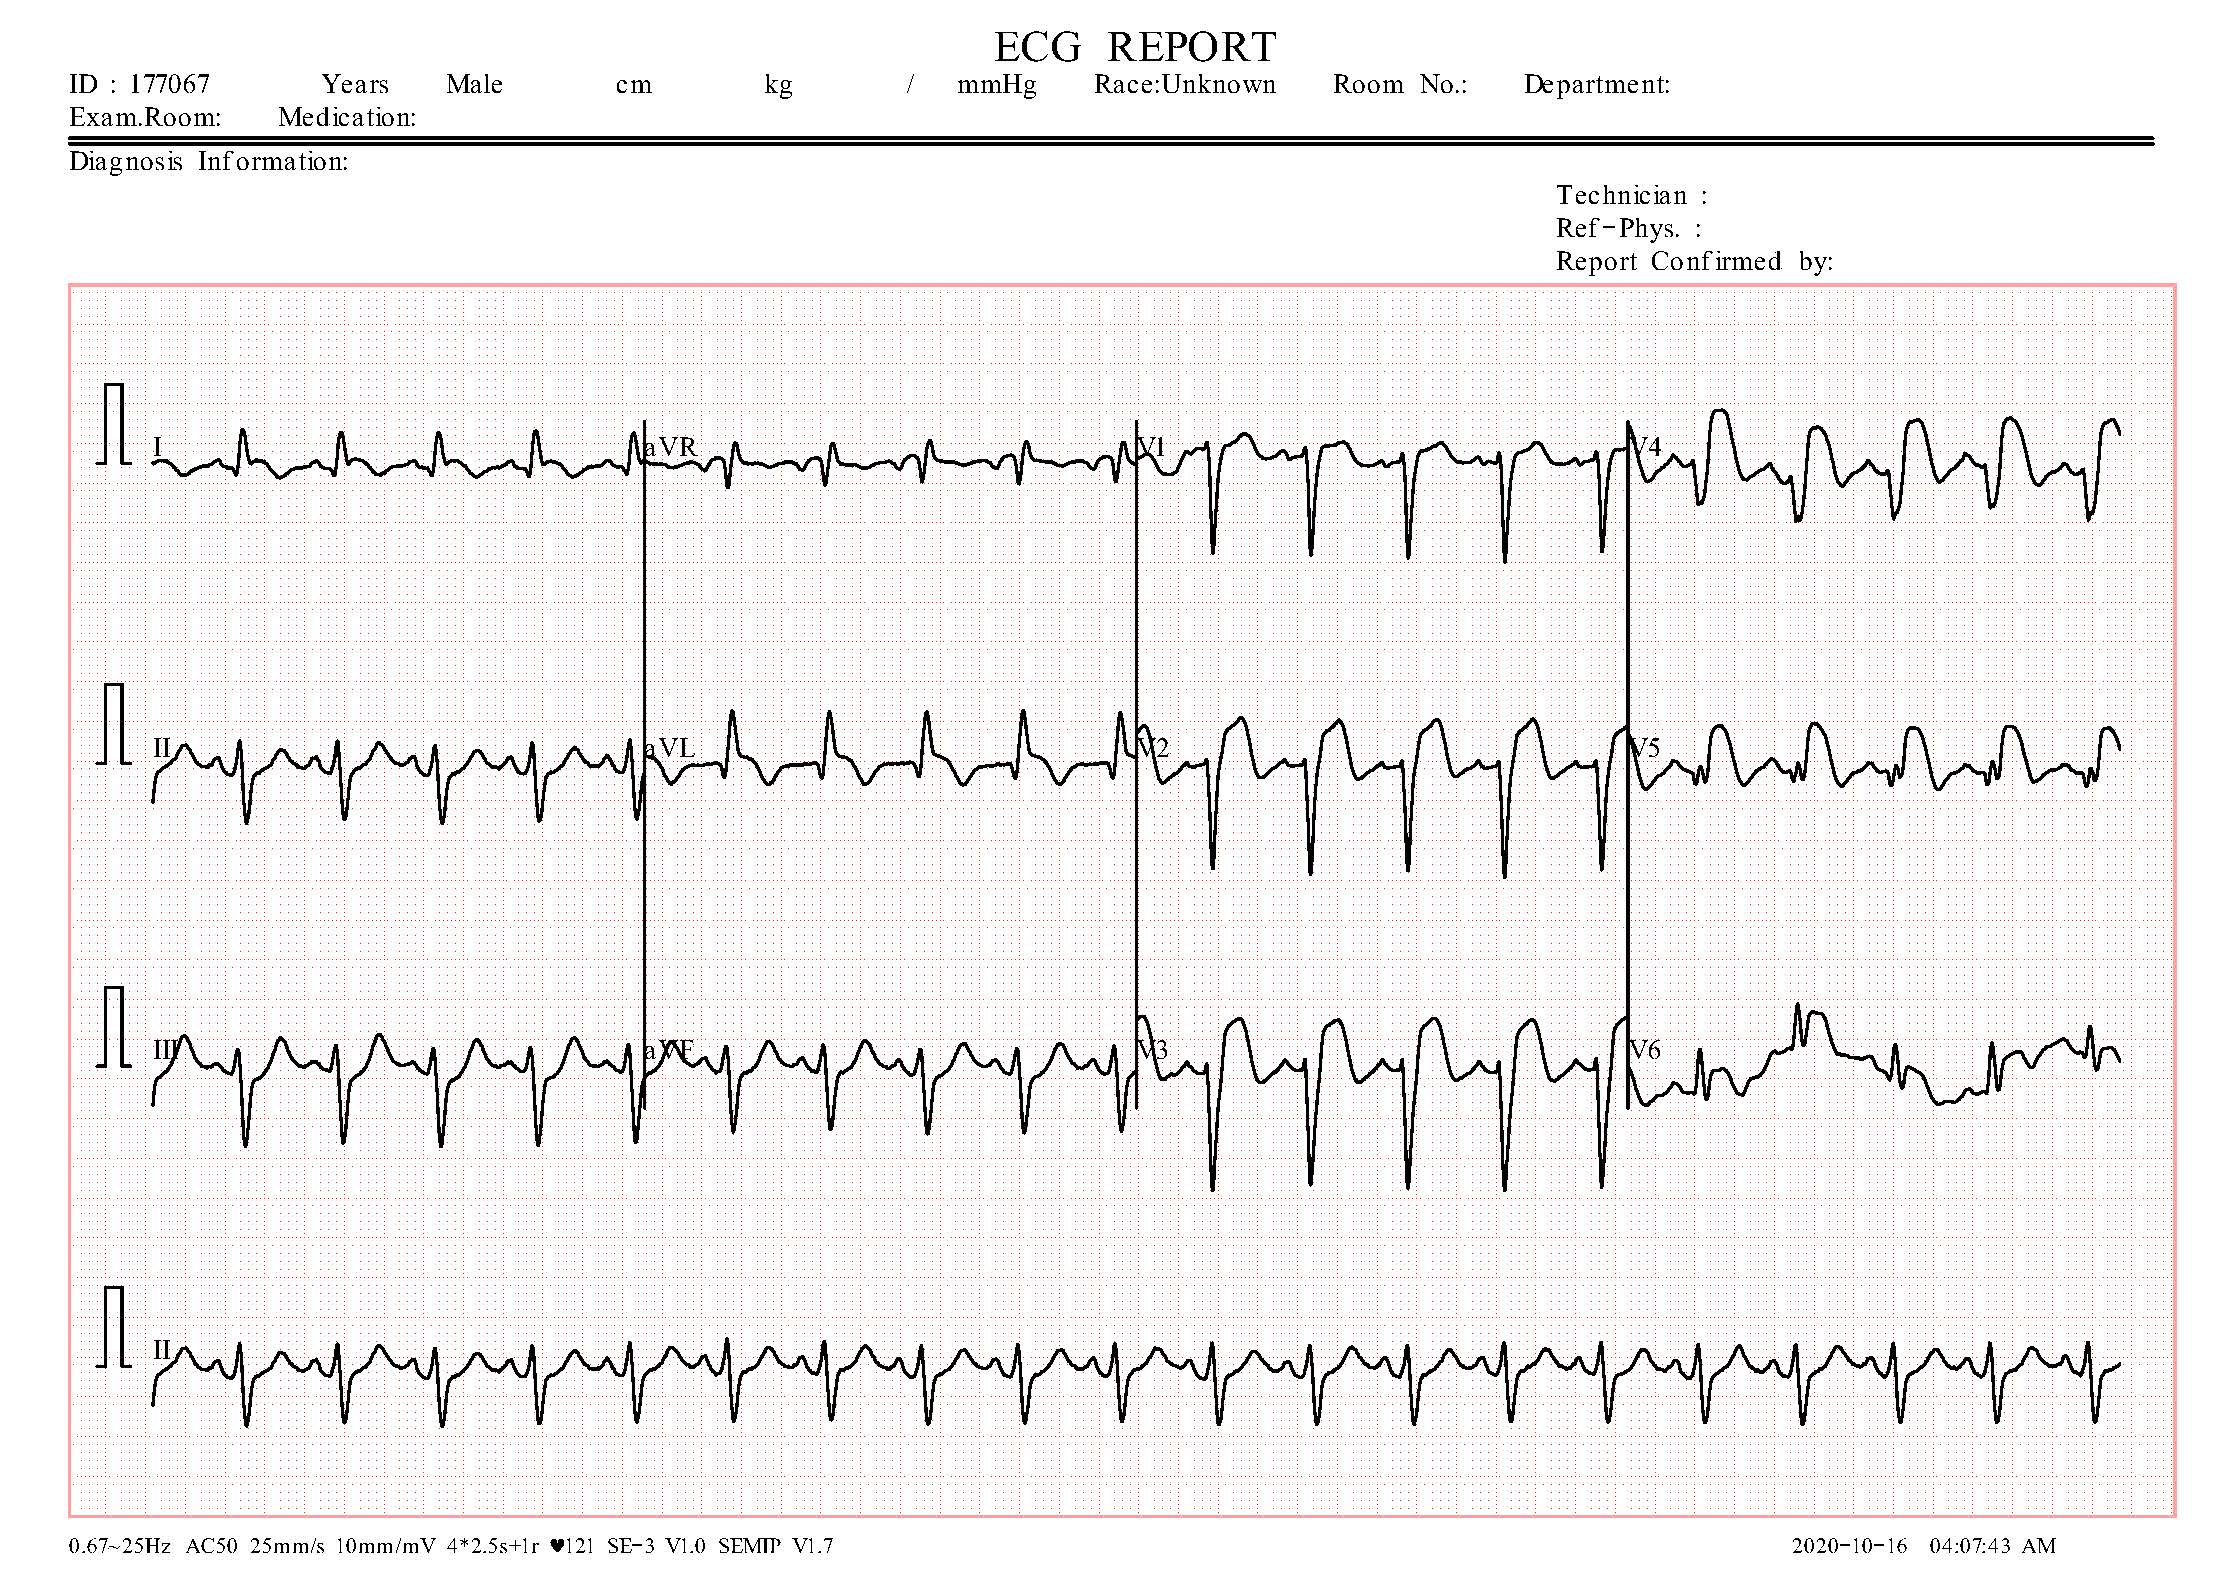 ECG REPORT
ID : 177067 Years Male cm kg / mmHg Race:Unknown Room No.: Department:
Exam.Room: Medication:
Diagnosis Information:
Technician :
Ref-Phys. :
Report Confirmed by:
I aVR V1 V4
II aVL V2 V5
III aVF V3 V6
II
0.67~25Hz AC50 25mm/s 10mm/mV 4*2.5s+1r ♥121 SE-3 V1.0 SEMIP V1.7 2020-10-16 04:07:43 AM